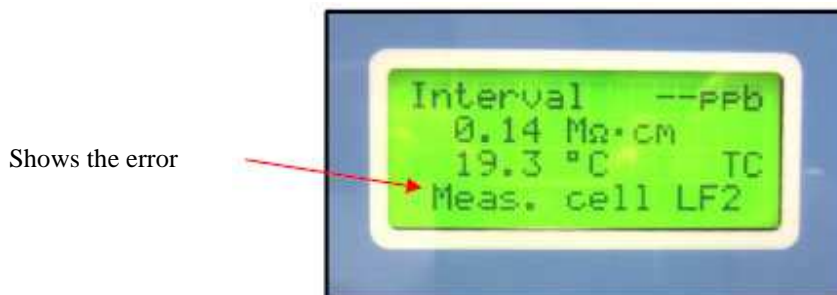 Interval --ppb
0.14 MΩ·cm
Shows the error
19.3 °C TC
Meas. cell LF2